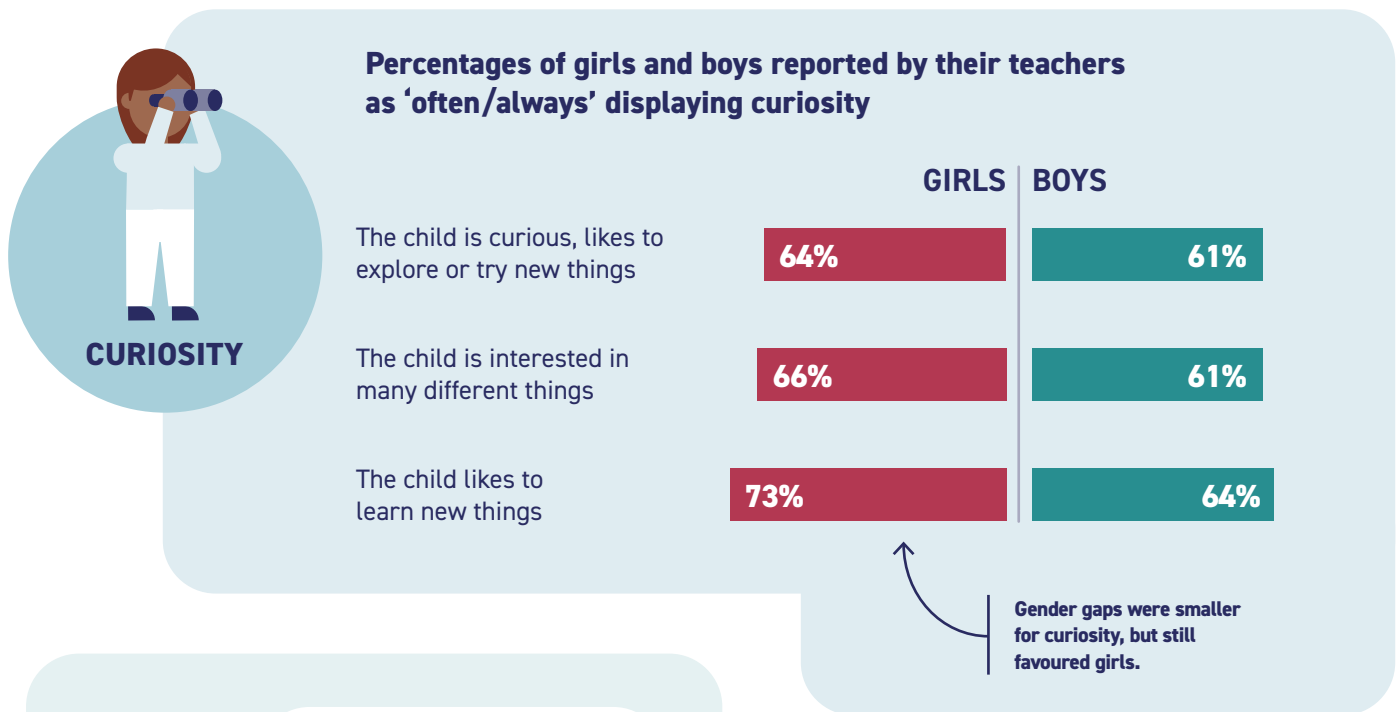 Percentages of girls and boys reported by their teachers
as ‘often/always’ displaying curiosity
GIRLS
BOYS
The child is curious, likes to
explore or try new things
64%
61%
CURIOSITY
The child is interested in
many different things
66%
61%
The child likes to
learn new things
73%
64%
Gender gaps were smaller
for curiosity, but still
favoured girls.